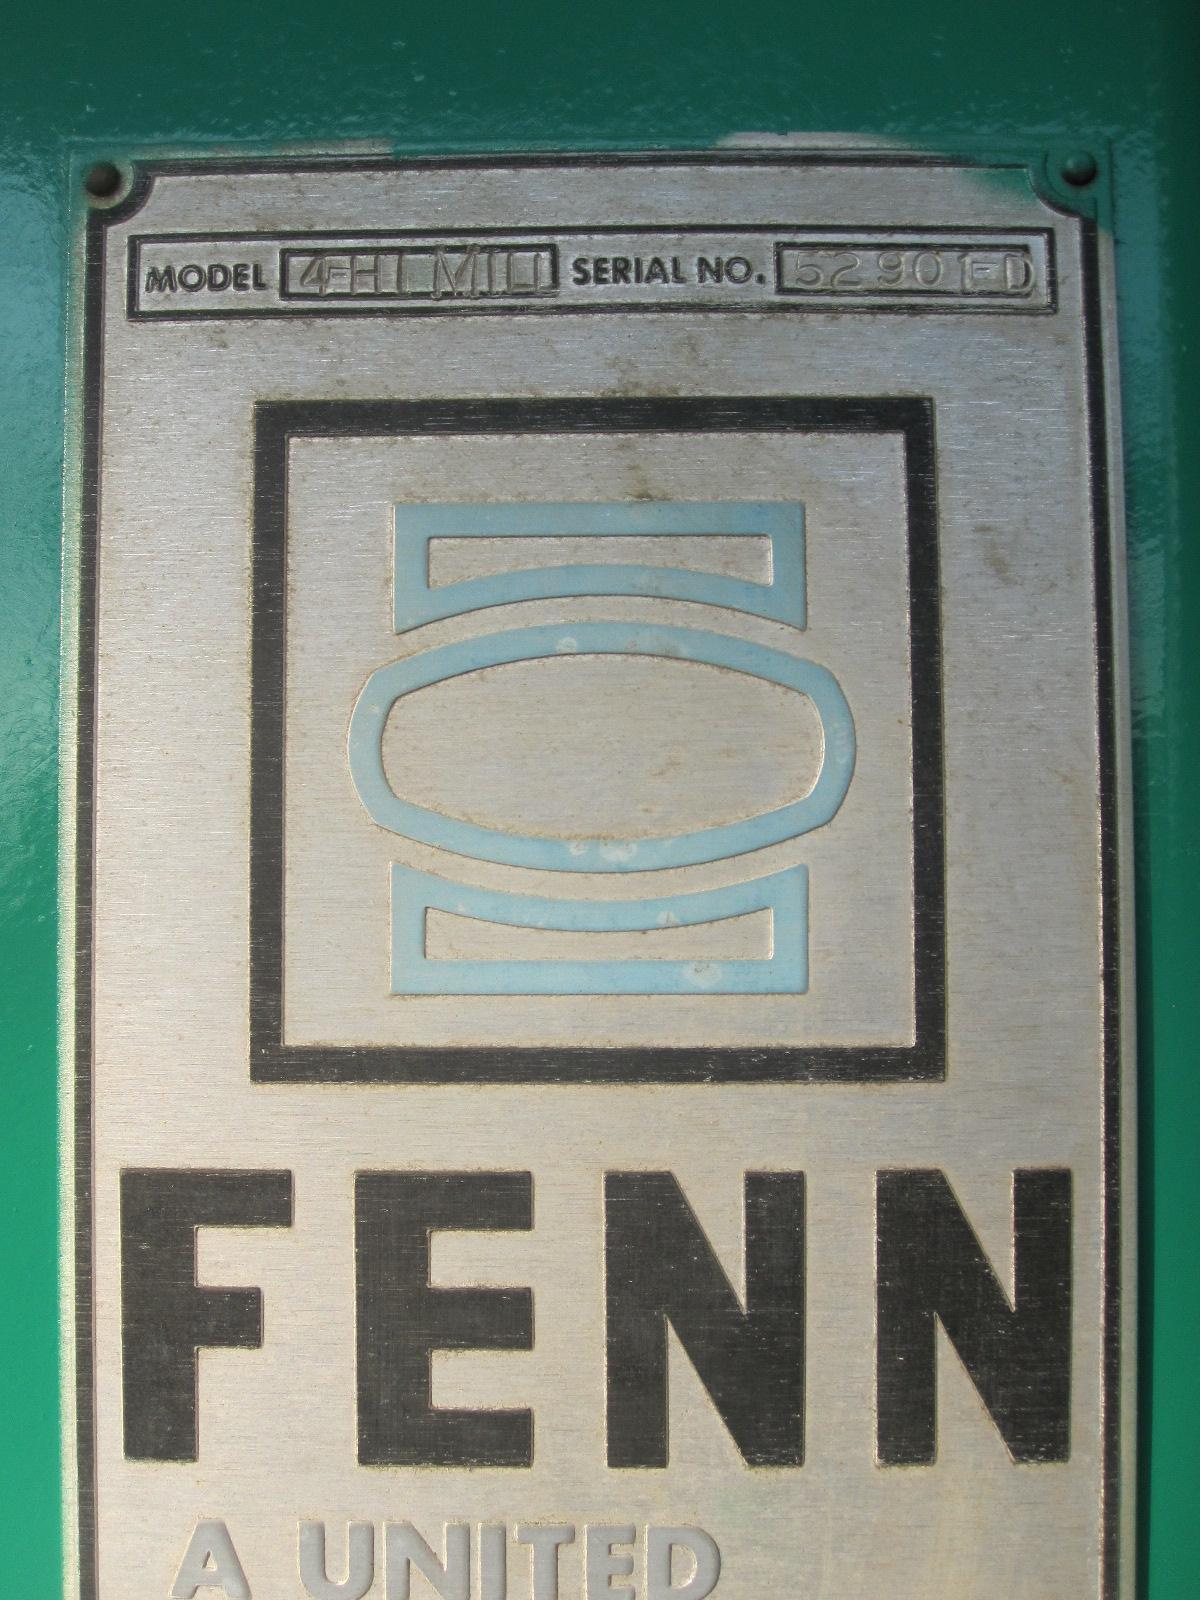 MODEL 4-HI MILL SERIAL NO. 52901-D
FENN
A UNITED